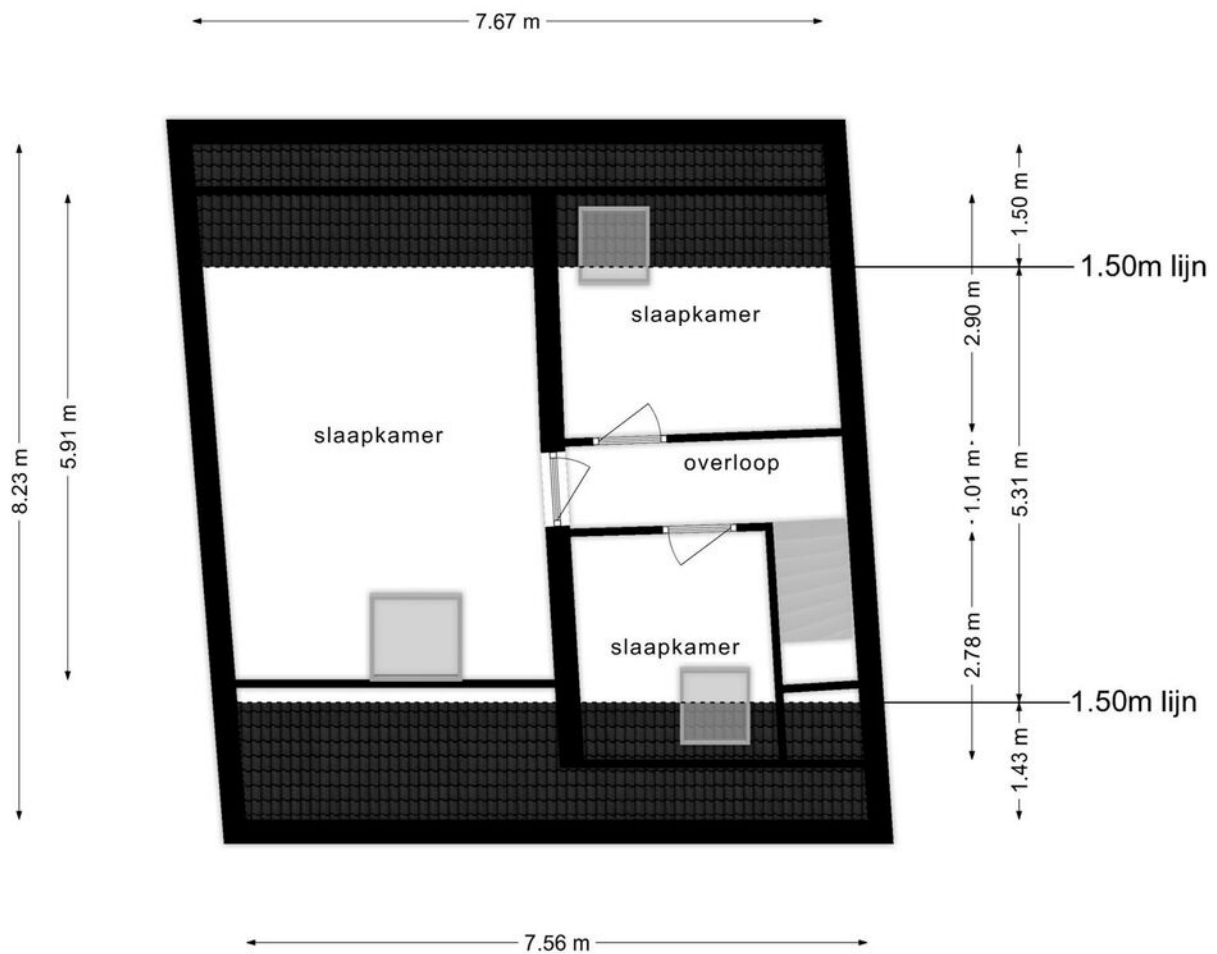 7.67 m
1.50 m
1.50m lijn
2.90 m
slaapkamer
slaapkamer
5.91 m
overloop
8.23 m
1.01 m
5.31 m
slaapkamer
2.78 m
1.50m lijn
1.43 m
7.56 m